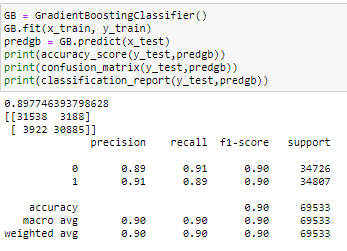 GB = GradientBoostingClassifier()
GB.fit(x_train, y_train)
predgb = GB.predict(x_test)
print(accuracy_score(y_test,predgb))
print(confusion_matrix(y_test,predgb))
print(classification_report(y_test,predgb))
0.897746393798628
[[31538 3188]
[ 3922 30885]]
precision recall f1-score support
0 0.89 0.91 0.90 34726
1 0.91 0.89 0.90 34807
accuracy 0.90 69533
macro avg 0.90 0.90 0.90 69533
weighted avg 0.90 0.90 0.90 69533